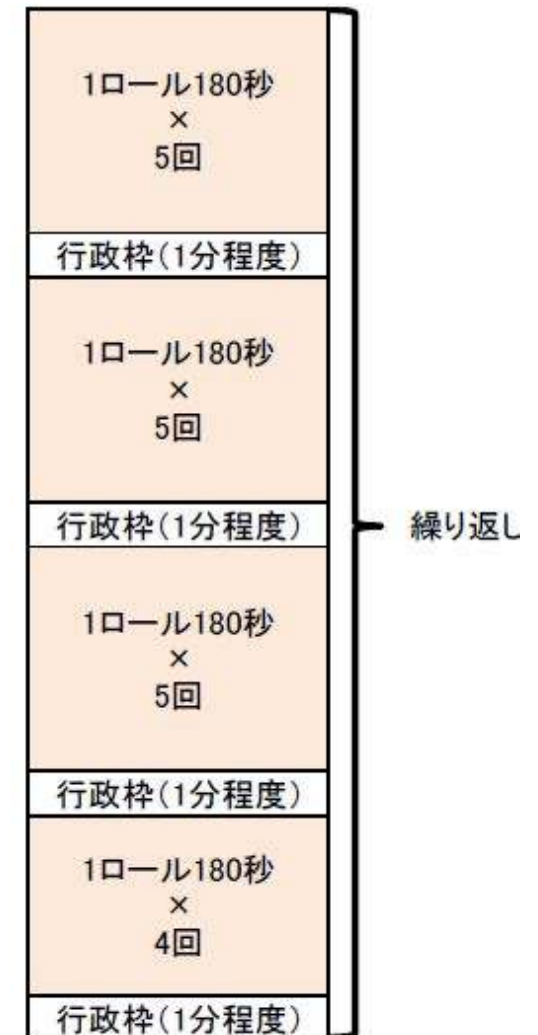 1ロール180秒
×
5回
行政枠(1分程度)
1ロール180秒
×
5回
行政枠(1分程度)
繰り返し
1ロール180秒
×
5回
行政枠(1分程度)
1ロール180秒
×
4回
行政枠(1分程度)